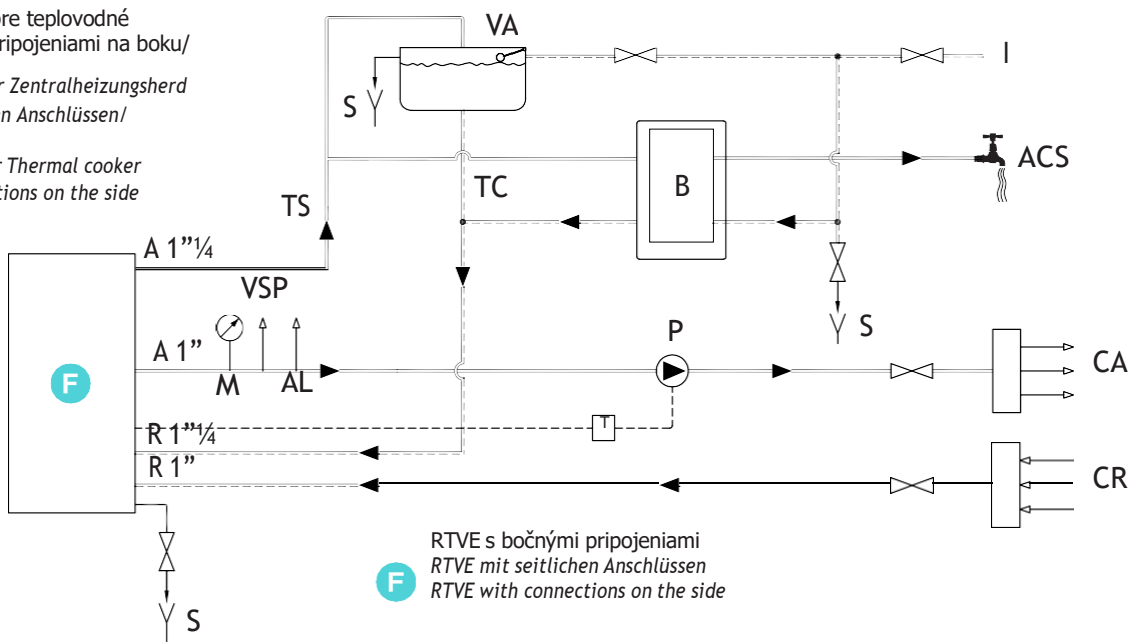 pre teplovodné
pripojeniami na boku/
r Zentralheizungsherd
en Anschlüssen/
r Thermal cooker
tions on the side
VA
I
S
B
ACS
TC
TS
A 1”¼
VSP
S
P
A 1”
M
AL
CA
F
T
R 1”¼
R 1”
CR
RTVE s bočnými pripojeniami
RTVE mit seitlichen Anschlüssen
RTVE with connections on the side
F
S